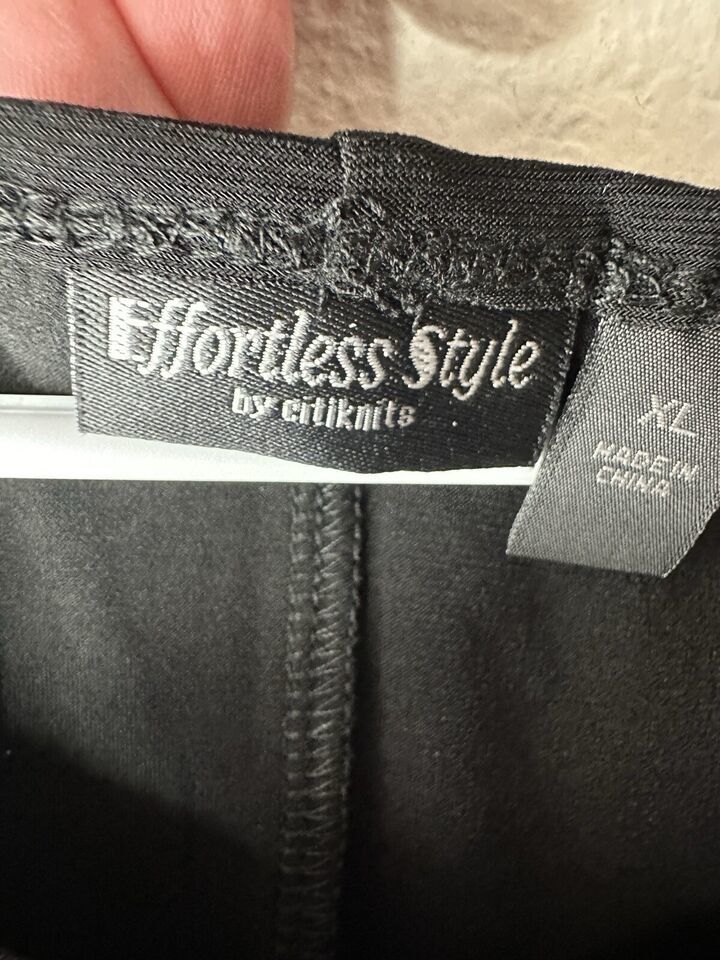 Effortless Style
by citiknits
XL
MADE IN
CHINA